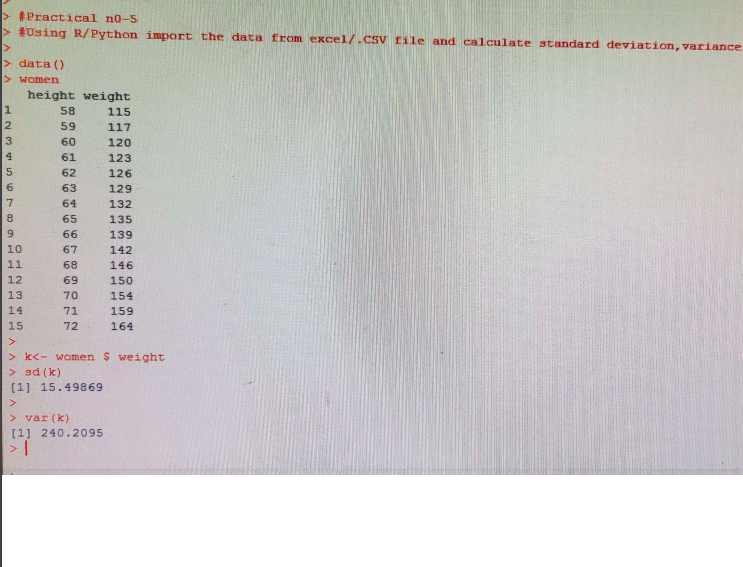 > #Practical n0-5
> #Using R/Python import the data from excel/.CSV file and calculate standard deviation,variance
>
> data()
> women
height weight
1 58 115
2 59 117
3 60 120
4 61 123
5 62 126
6 63 129
7 64 132
8 65 135
9 66 139
10 67 142
11 68 146
12 69 150
13 70 154
14 71 159
15 72 164
>
> k<- women $ weight
> sd(k)
[1] 15.49869
>
> var(k)
[1] 240.2095
>